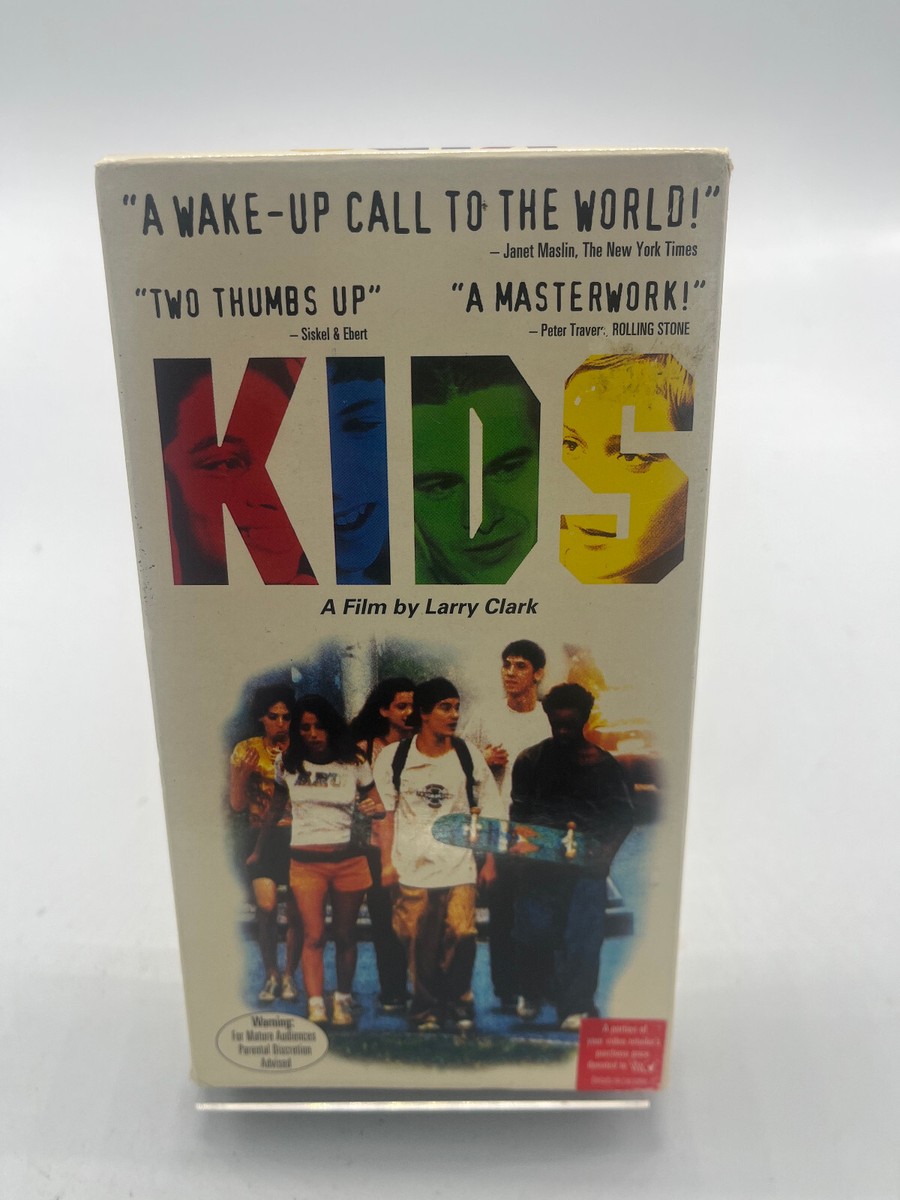 “A WAKE-UP CALL TO THE WORLD!”
– Janet Maslin, The New York Times
“TWO THUMBS UP”
– Siskel & Ebert
“A MASTERWORK!”
– Peter Travers, ROLLING STONE
KIDS
A Film by Larry Clark
Warning:
For Mature Audiences
Parental Discretion
Advised
A portion of
your video retailer's
purchase price
donated to